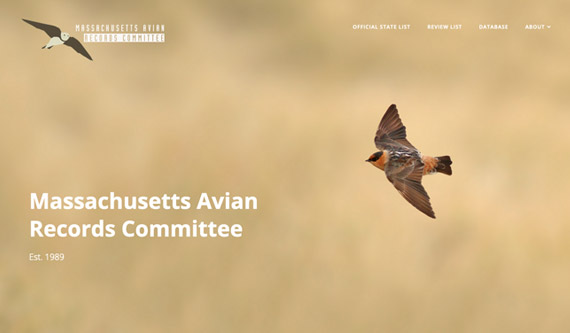 MASSACHUSETTS AVIAN
RECORDS COMMITTEE
OFFICIAL STATE LIST REVIEW LIST DATABASE ABOUT
Massachusetts Avian
Records Committee
Est. 1989